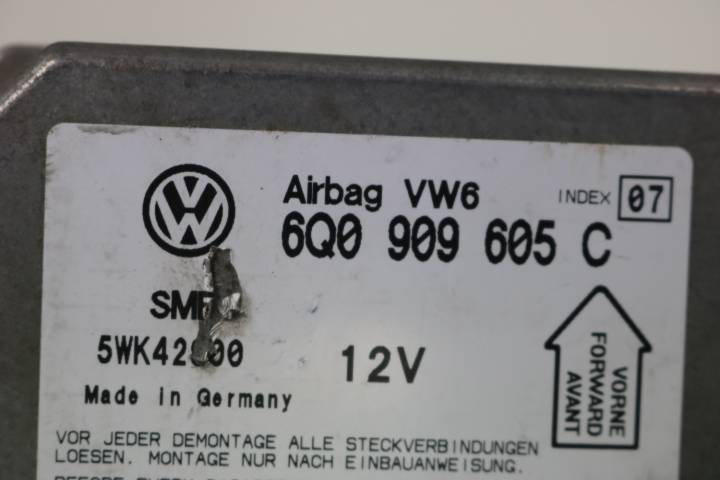 Airbag VW6 INDEX 07
6Q0 909 605 C
12V
Made in Germany
VORNE
FORWARD
AVANT
VOR JEDER DEMONTAGE ALLE STECKVERBINDUNGEN
LOESEN. MONTAGE NUR NACH EINBAUANWEISUNG.